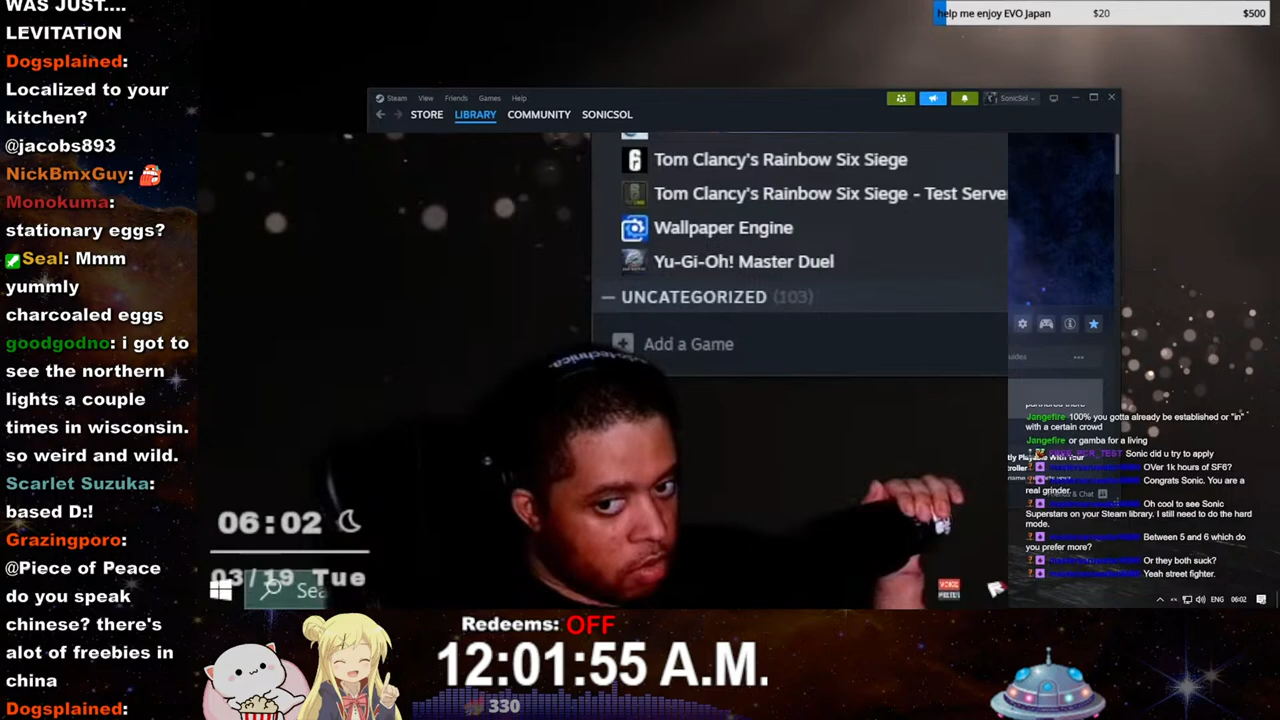 WAS JUST....
LEVITATION
Dogsplained:
Localized to your
kitchen?
@jacobs893
NickBmxGuy:
Monokuma:
stationary eggs?
Seal: Mmm
yummly
charcoaled eggs
goodgodno: i got to
see the northern
lights a couple
times in wisconsin.
so weird and wild.
Scarlet Suzuka:
based D:!
Grazingporo:
@Piece of Peace
do you speak
chinese? there's
alot of freebies in
china
Dogsplained:
help me enjoy EVO Japan $20 $500
Steam View Friends Games Help SonicSol
STORE LIBRARY COMMUNITY SONICSOL
Tom Clancy's Rainbow Six Siege
Tom Clancy's Rainbow Six Siege - Test Serve
Wallpaper Engine
Yu-Gi-Oh! Master Duel
UNCATEGORIZED (103)
Add a Game
audio-technica.
06:02
03/19 Tue
Sea
Jangefire 100% you gotta already be established or "in"
with a certain crowd
Jangefire or gamba for a living
Sonic did u try to apply
OVer 1k hours of SF6?
Congrats Sonic. You are a
real grinder
Oh cool to see Sonic
Superstars on your Steam library. I still need to do the hard
mode.
Between 5 and 6 which do
you prefer more?
Or they both suck?
Yeah street fighter.
ENG 06:02
Redeems: OFF
12:01:55 A.M.
330